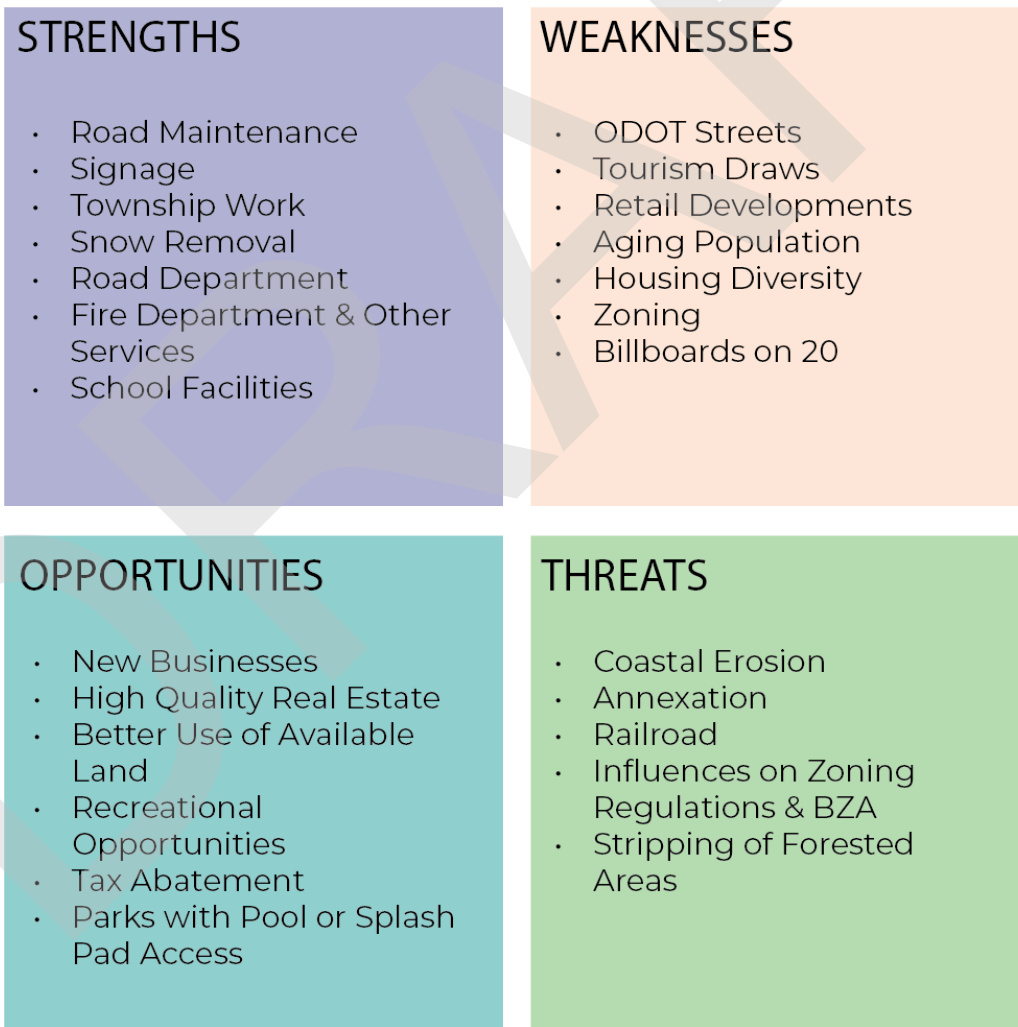 STRENGTHS
• Road Maintenance
• Signage
• Township Work
• Snow Removal
• Road Department
• Fire Department & Other
Services
• School Facilities
WEAKNESSES
• ODOT Streets
• Tourism Draws
• Retail Developments
• Aging Population
• Housing Diversity
• Zoning
• Billboards on 20
OPPORTUNITIES
• New Businesses
• High Quality Real Estate
• Better Use of Available
Land
• Recreational
Opportunities
• Tax Abatement
• Parks with Pool or Splash
Pad Access
THREATS
• Coastal Erosion
• Annexation
• Railroad
• Influences on Zoning
Regulations & BZA
• Stripping of Forested
Areas